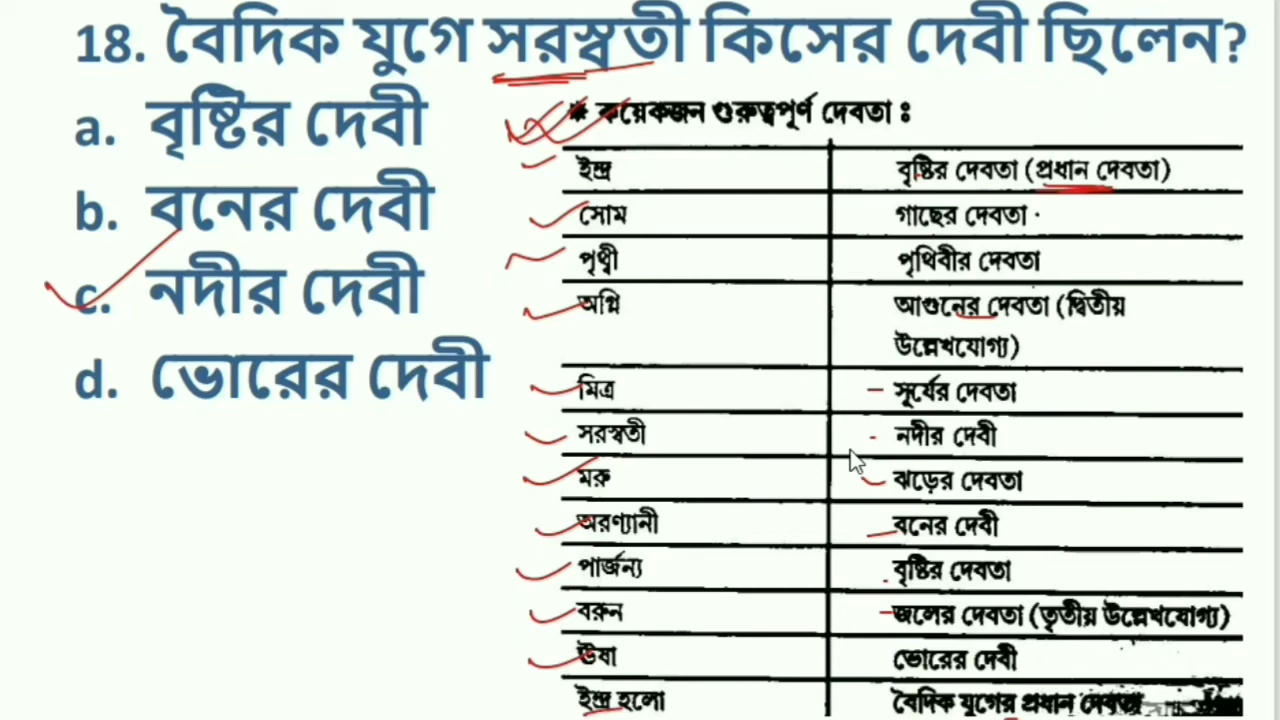 18. বৈদিক যুগে সরস্বতী কিসের দেবী ছিলেন?
a. বৃষ্টির দেবী
b. বনের দেবী
c. নদীর দেবী
d. ভোরের দেবী
* কয়েকজন গুরুত্বপূর্ণ দেবতা ঃ
ইন্দ্র বৃষ্টির দেবতা (প্রধান দেবতা)
সোম গাছের দেবতা
পৃথ্বী পৃথিবীর দেবতা
অগ্নি আগুনের দেবতা (দ্বিতীয়
উল্লেখযোগ্য)
মিত্র সূর্যের দেবতা
সরস্বতী নদীর দেবী
মরু ঝড়ের দেবতা
অরণ্যানী বনের দেবী
পার্জন্য বৃষ্টির দেবতা
বরুন জলের দেবতা (তৃতীয় উল্লেখযোগ্য)
ঊষা ভোরের দেবী
ইন্দ্র হলো বৈদিক যুগের প্রধান দেবতা